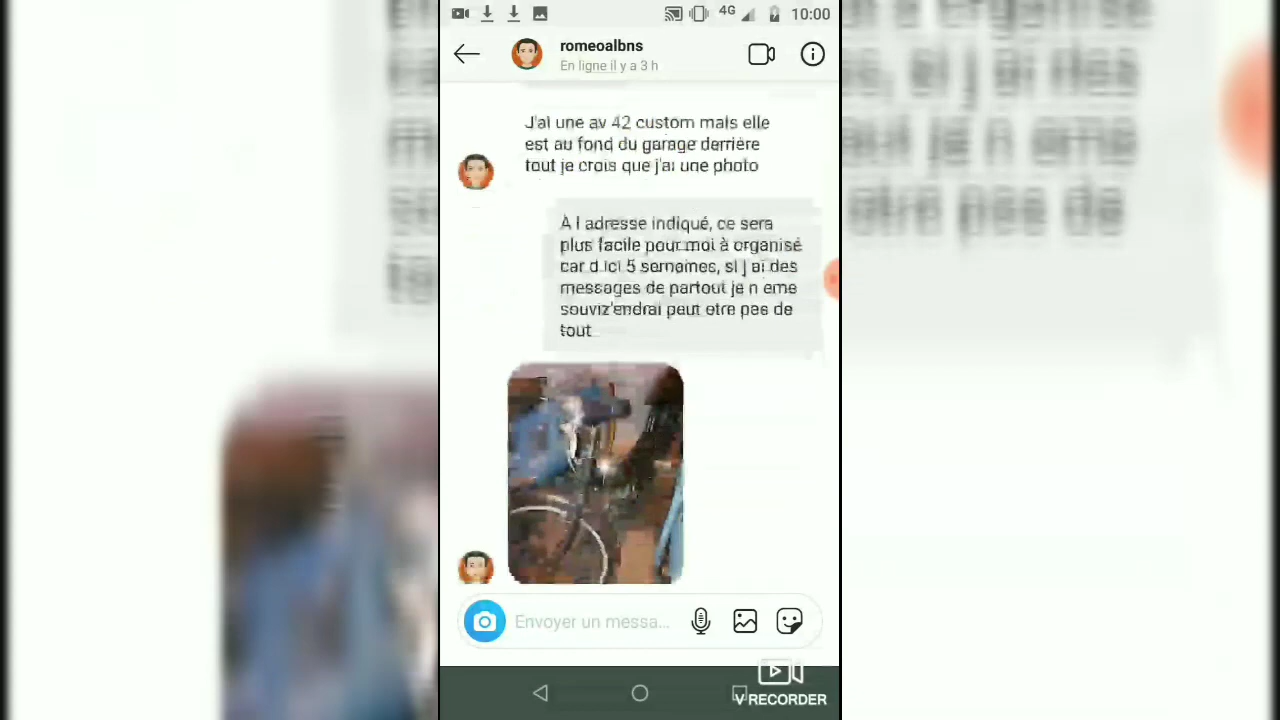 4G 10:00
romeoalbns
En ligne il y a 3 h
J'ai une av 42 custom mais elle
est au fond du garage derrière
tout je crois que j'ai une photo
À l adresse indiqué, ce sera
plus facile pour moi à organisé
car d ici 5 semaines, si j ai des
messages de partout je n eme
peut etre pas de
tout
Envoyer un messa...
V RECORDER